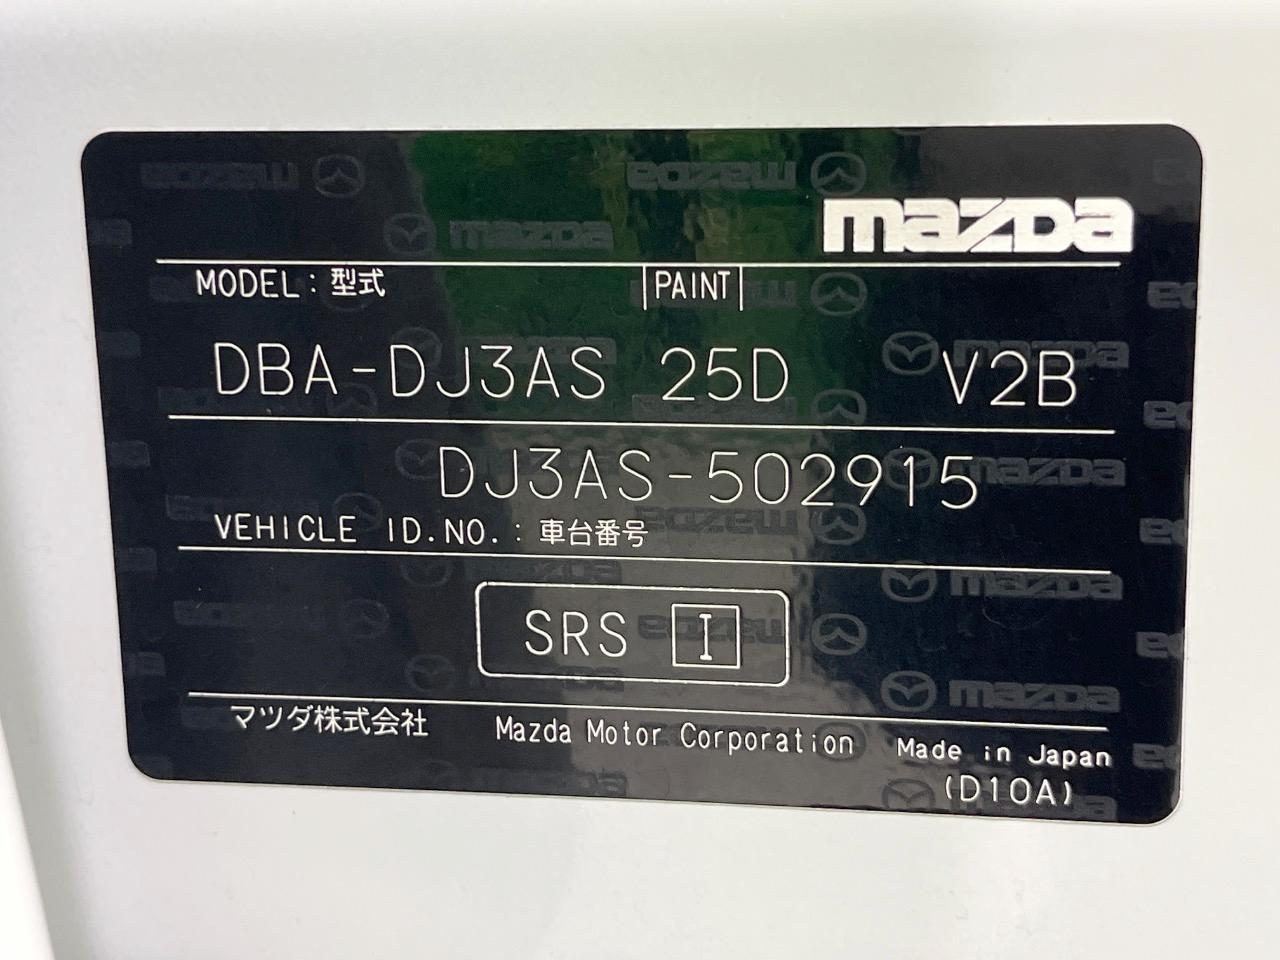 mazda
MODEL : 型式 PAINT
DBA-DJ3AS 25D V2B
DJ3AS-502915
VEHICLE ID.NO. : 車台番号
SRS I
マツダ株式会社 Mazda Motor Corporation Made in Japan
(D10A)